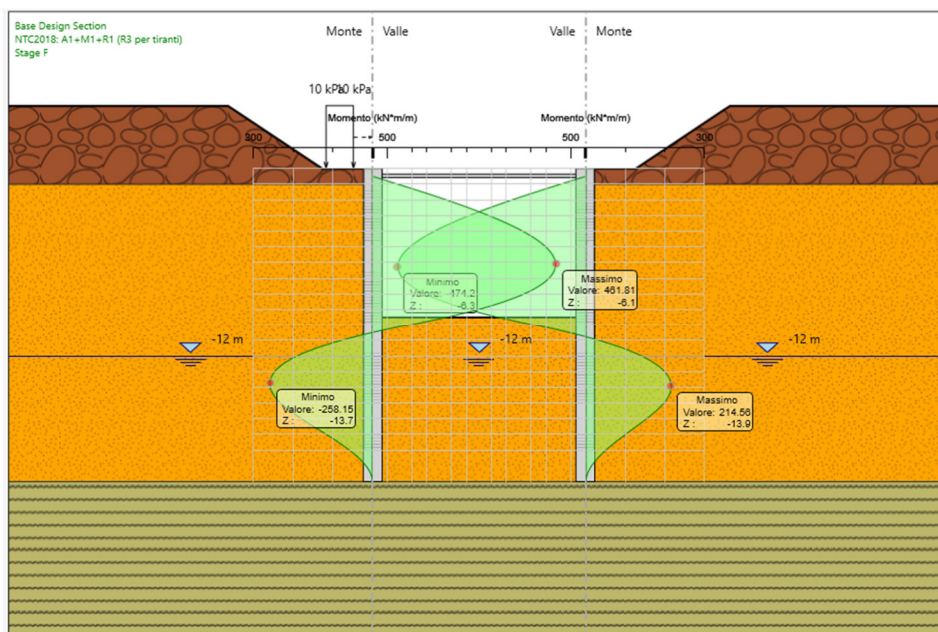 Base Design Section
NTC2018: A1+M1+R1 (R3 per tiranti)
Stage F
Monte Valle
Valle Monte
10 kPa 10 kPa
Momento (kN*m/m)
Momento (kN*m/m)
300 500
500 300
Minimo
Valore: -474.2
Z : -6.3
Massimo
Valore: 461.81
Z : -6.1
-12 m
-12 m
-12 m
Minimo
Valore: -258.15
Z : -13.7
Massimo
Valore: 214.56
Z : -13.9